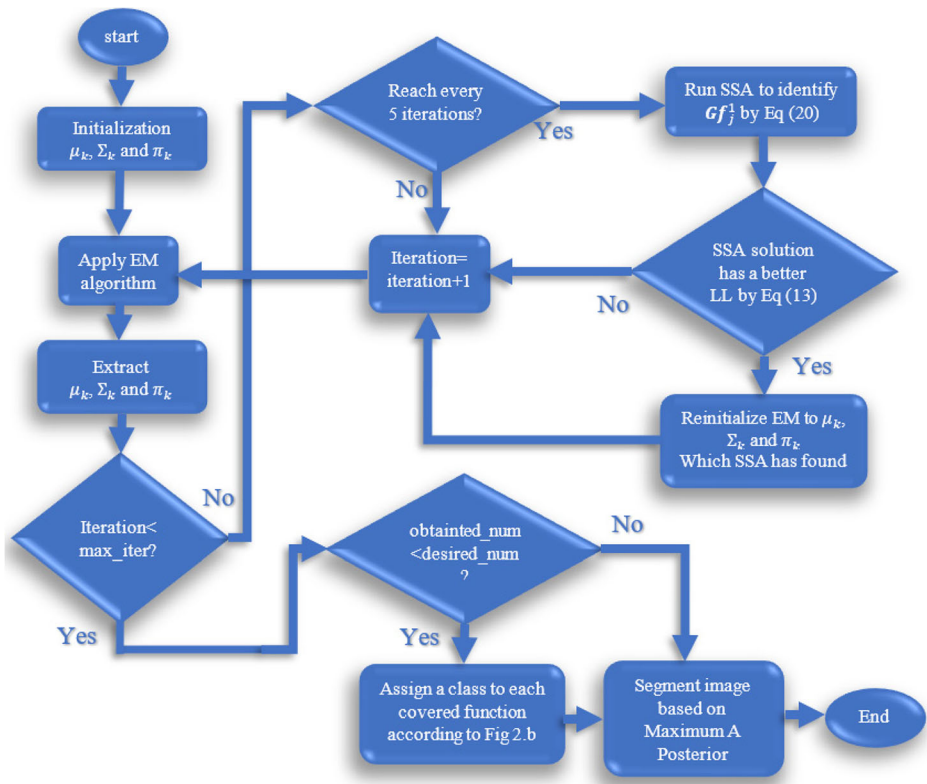 start
Initialization
μₖ, Σₖ and πₖ
Apply EM
algorithm
Extract
μₖ, Σₖ and πₖ
Iteration<
max_iter?
No
Yes
Reach every
5 iterations?
Yes
No
Run SSA to identify
𝑮𝒇ⱼ¹ by Eq (20)
SSA solution
has a better
LL by Eq (13)
No
Yes
Iteration=
iteration+1
Reinitialize EM to μₖ,
Σₖ and πₖ
Which SSA has found
obtainted_num
<desired_num
?
No
Yes
Assign a class to each
covered function
according to Fig 2.b
Segment image
based on
Maximum A
Posterior
End